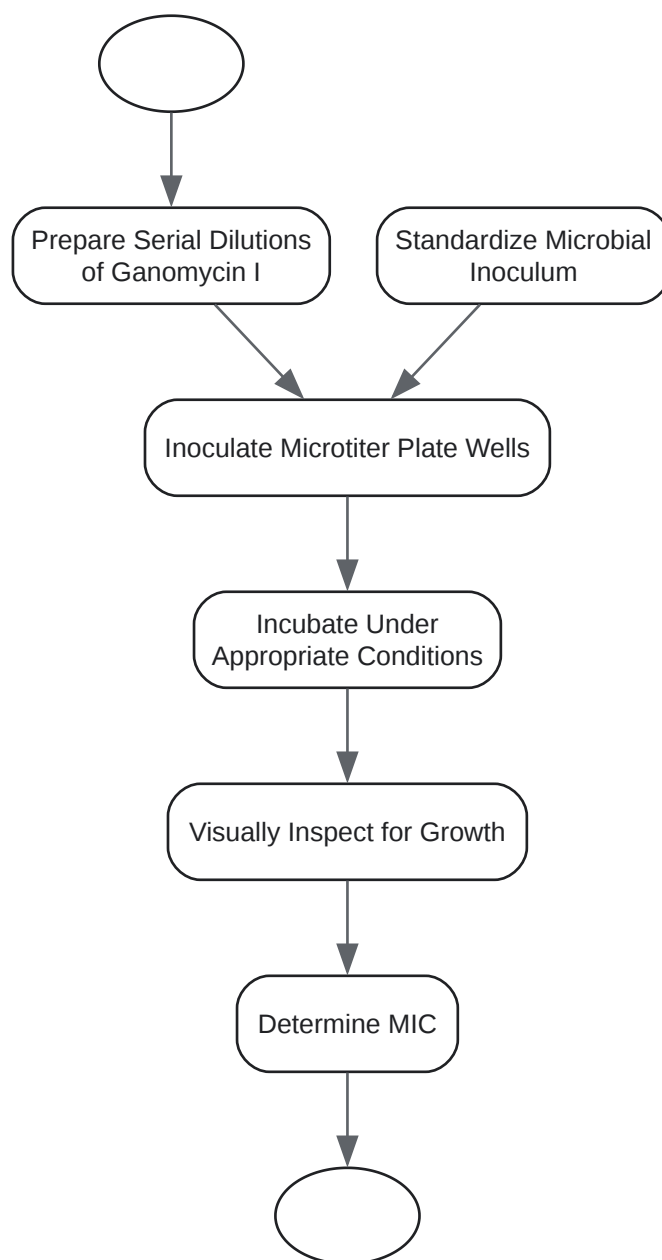 Prepare Serial Dilutions
of Ganomycin I
Standardize Microbial
Inoculum
Inoculate Microtiter Plate Wells
Incubate Under
Appropriate Conditions
Visually Inspect for Growth
Determine MIC